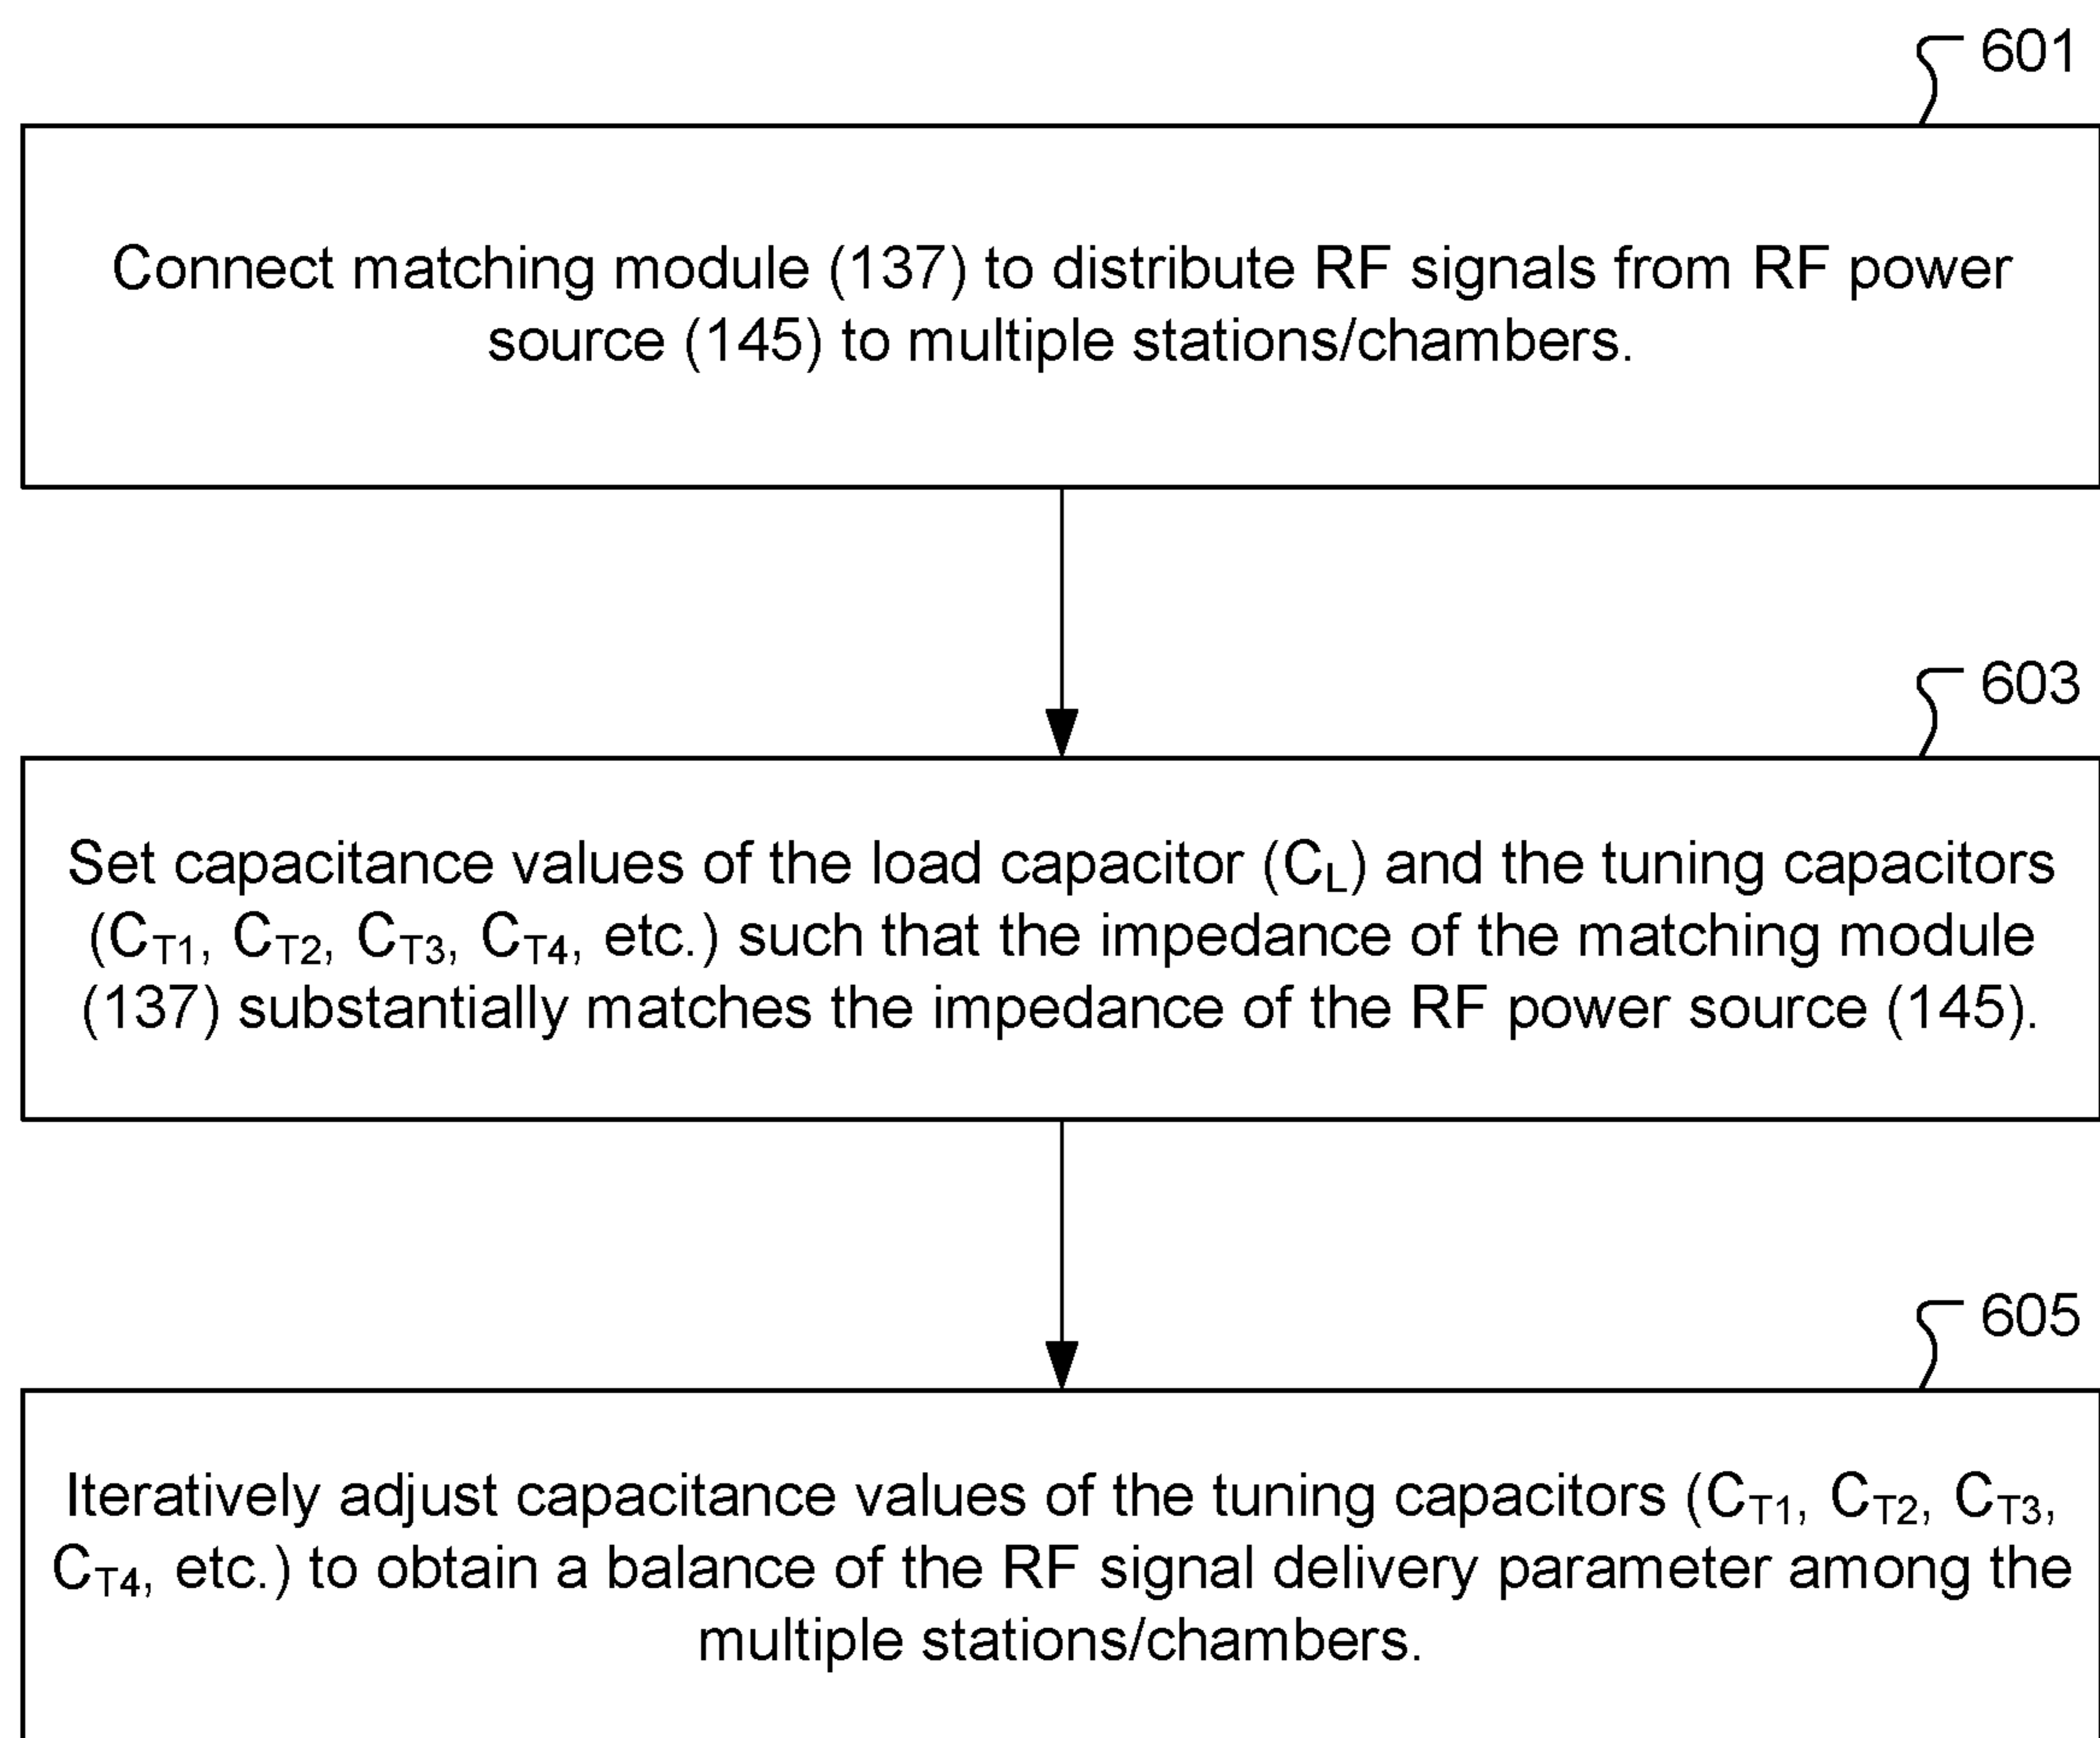 601
Connect matching module (137) to distribute RF signals from RF power
source (145) to multiple stations/chambers.
603
Set capacitance values of the load capacitor (CL) and the tuning capacitors
(CT1, CT2, CT3, CT4, etc.) such that the impedance of the matching module
(137) substantially matches the impedance of the RF power source (145).
605
Iteratively adjust capacitance values of the tuning capacitors (CT1, CT2, CT3,
CT4, etc.) to obtain a balance of the RF signal delivery parameter among the
multiple stations/chambers.